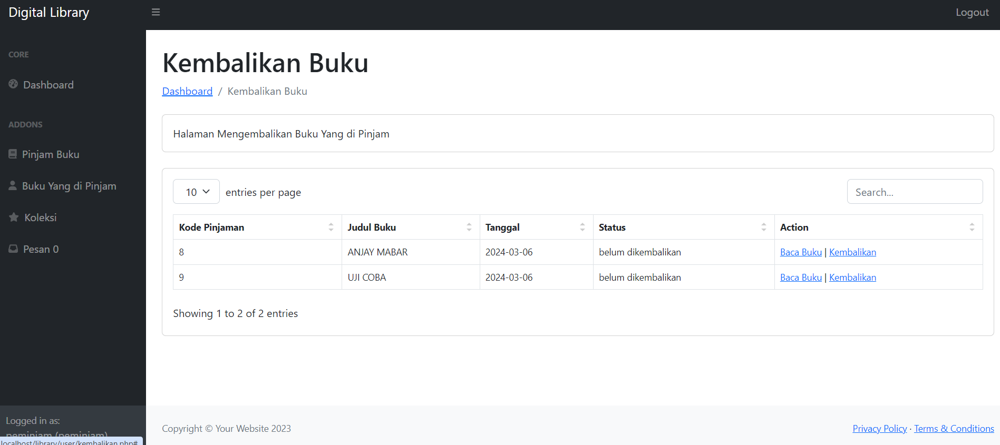 Digital Library
Logout
CORE
Dashboard
ADDONS
Pinjam Buku
Buku Yang di Pinjam
Koleksi
Pesan 0
Logged in as:
peminjam (peminjam)
localhost/library/user/kembalikan.php#
Kembalikan Buku
Dashboard / Kembalikan Buku
Halaman Mengembalikan Buku Yang di Pinjam
10 entries per page
Search...
Kode Pinjaman Judul Buku Tanggal Status Action
8 ANJAY MABAR 2024-03-06 belum dikembalikan Baca Buku | Kembalikan
9 UJI COBA 2024-03-06 belum dikembalikan Baca Buku | Kembalikan
Showing 1 to 2 of 2 entries
Copyright © Your Website 2023
Privacy Policy · Terms & Conditions